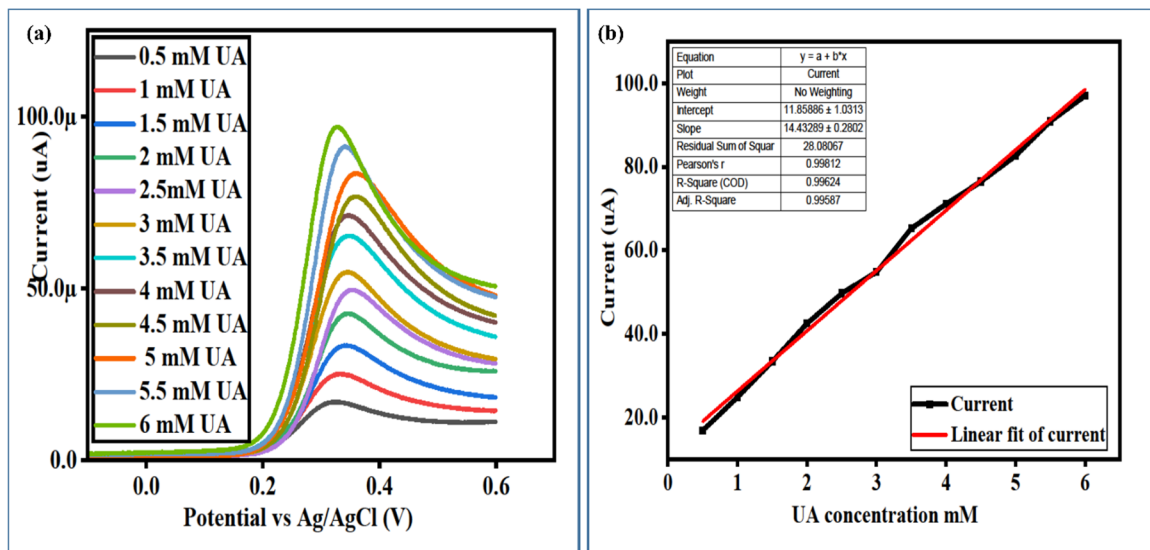 (a)
0.5 mM UA
1 mM UA
1.5 mM UA
2 mM UA
2.5mM UA
3 mM UA
3.5 mM UA
4 mM UA
4.5 mM UA
5 mM UA
5.5 mM UA
6 mM UA
100.0µ
50.0µ
0.0
Current (uA)
0.0 0.2 0.4 0.6
Potential vs Ag/AgCl (V)
(b)
Equation y = a + b*x
Plot Current
Weight No Weighting
Intercept 11.85886 ± 1.0313
Slope 14.43289 ± 0.2802
Residual Sum of Squar 28.08067
Pearson's r 0.99812
R-Square (COD) 0.99624
Adj. R-Square 0.99587
100.0
80.0
60.0
40.0
20.0
Current (uA)
Current
Linear fit of current
0 1 2 3 4 5 6
UA concentration mM